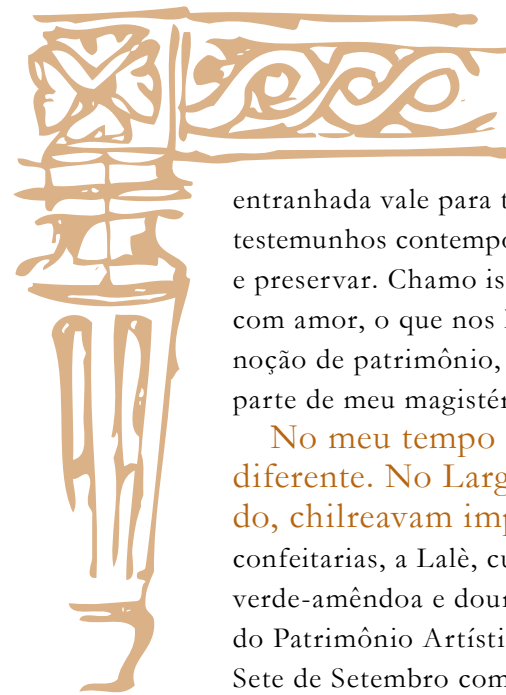 entranhada vale para t
testemunhos contempo
e preservar. Chamo is
com amor, o que nos
noção de patrimônio,
parte de meu magistér
No meu tempo
diferente. No Larg
do, chilreavam imp
confeitarias, a Lalè, cu
verde-amêndoa e dour
do Patrimônio Artísti
Sete de Setembro com